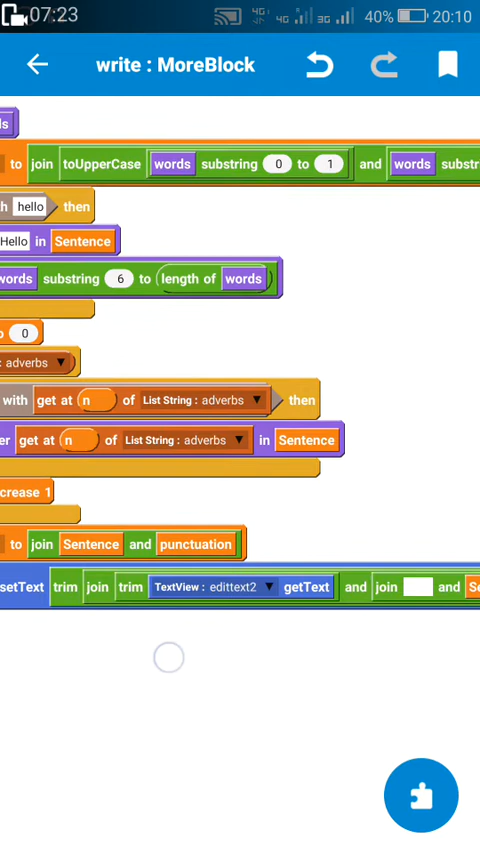 07:23 4G 4G 3G 40% 20:10
write : MoreBlock
ds
to join toUpperCase words substring 0 to 1 and words substr
th hello then
Hello in Sentence
words substring 6 to length of words
o 0
: adverbs
with get at n of List String : adverbs then
er get at n of List String : adverbs in Sentence
crease 1
to join Sentence and punctuation
setText trim join trim TextView : edittext2 getText and join and Se